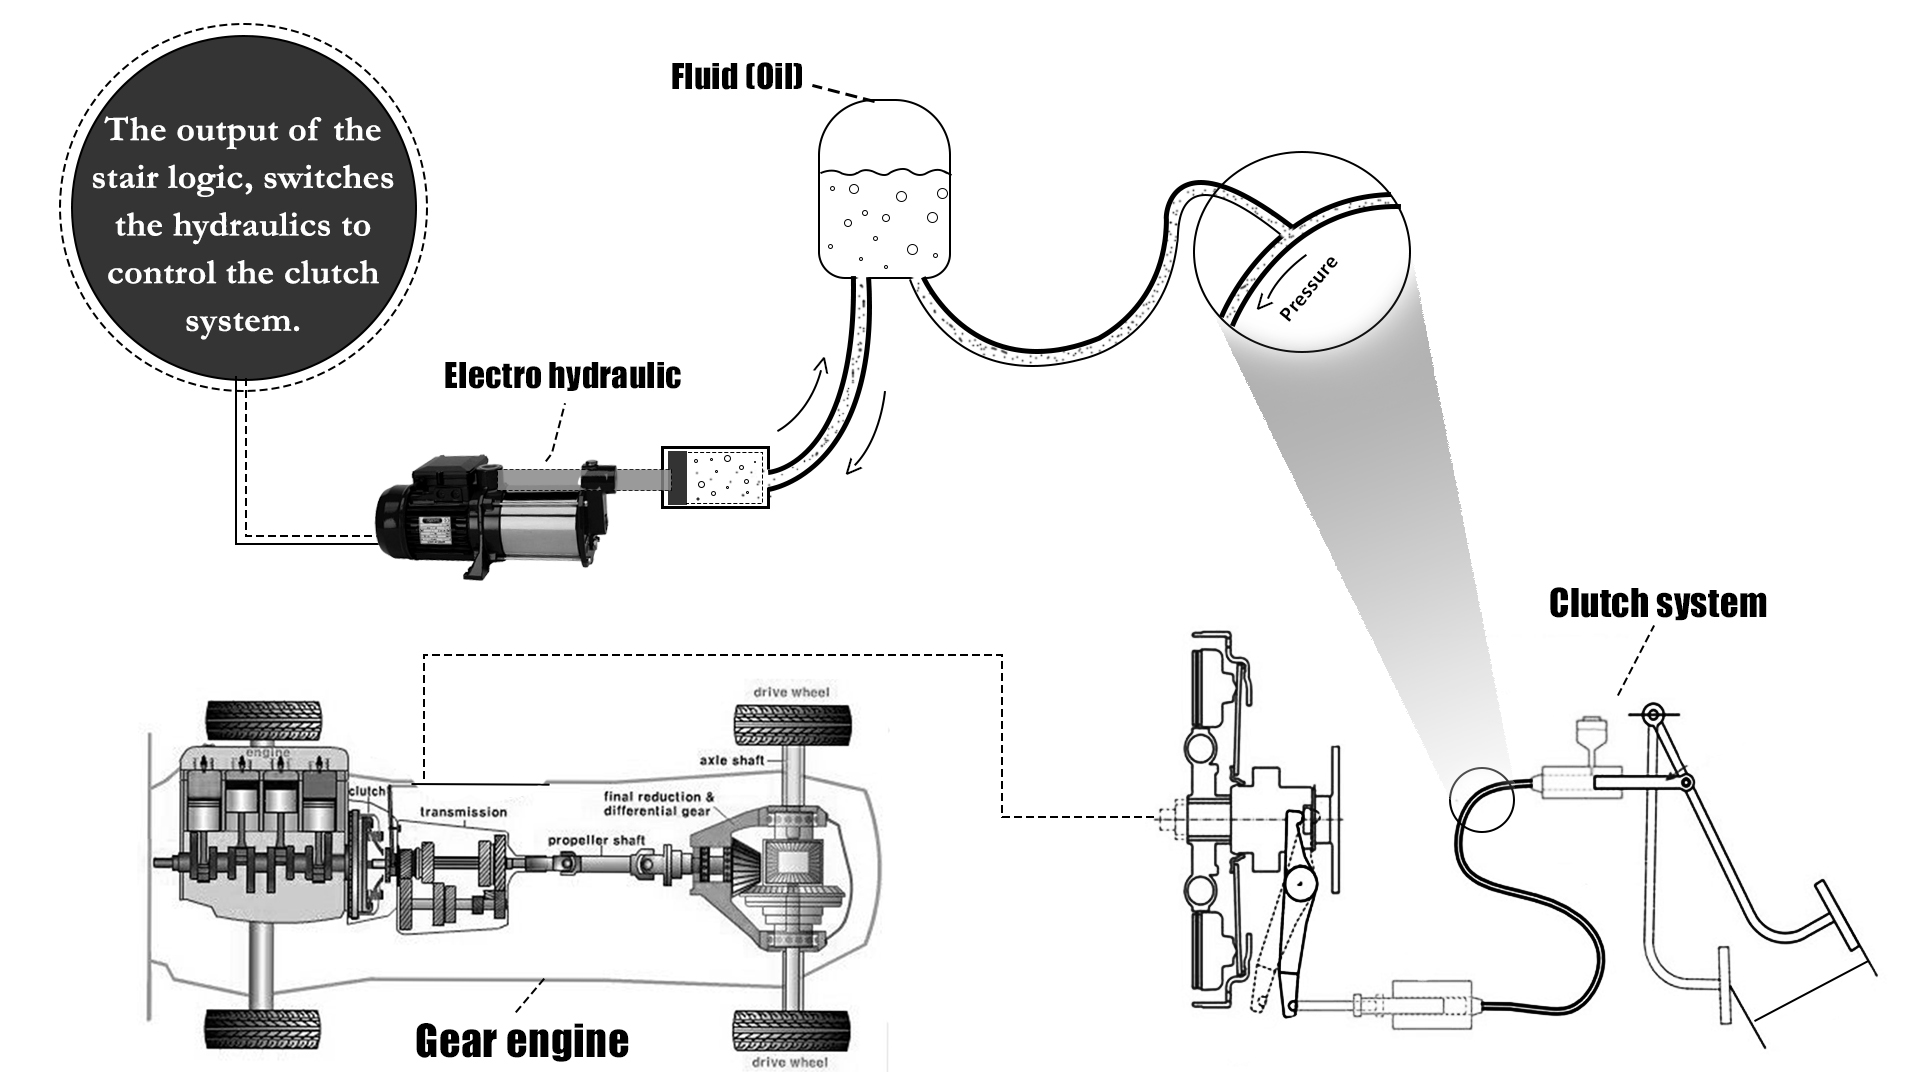 The output of the
stair logic, switches
the hydraulics to
control the clutch
system.
Fluid (Oil)
Pressure
Electro hydraulic
Clutch system
drive wheel
engine
axle shaft
clutch
transmission
final reduction &
differential gear
propeller shaft
Gear engine
drive wheel